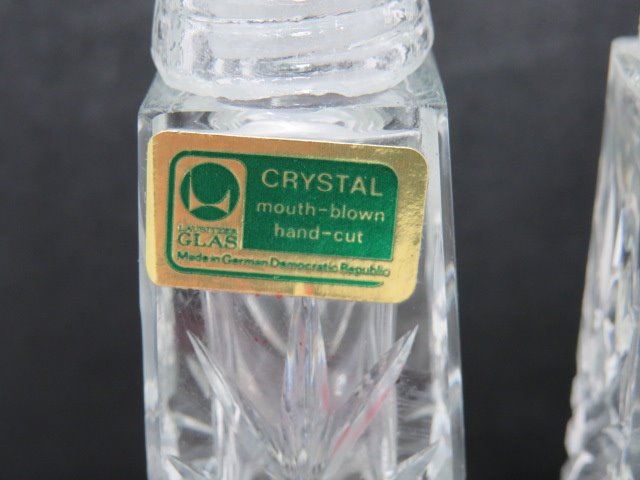 CRYSTAL
mouth-blown
hand-cut
LAUSITZER
GLAS
Made in German Democratic Republic